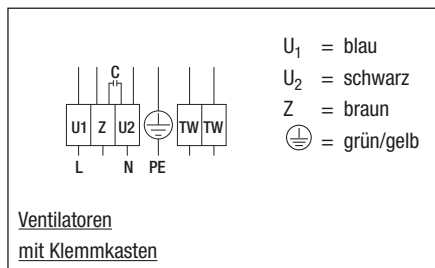 C
U1 Z U2 TW TW
L N PE
U₁ = blau
U₂ = schwarz
Z = braun
⏚ = grün/gelb
Ventilatoren
mit Klemmkasten